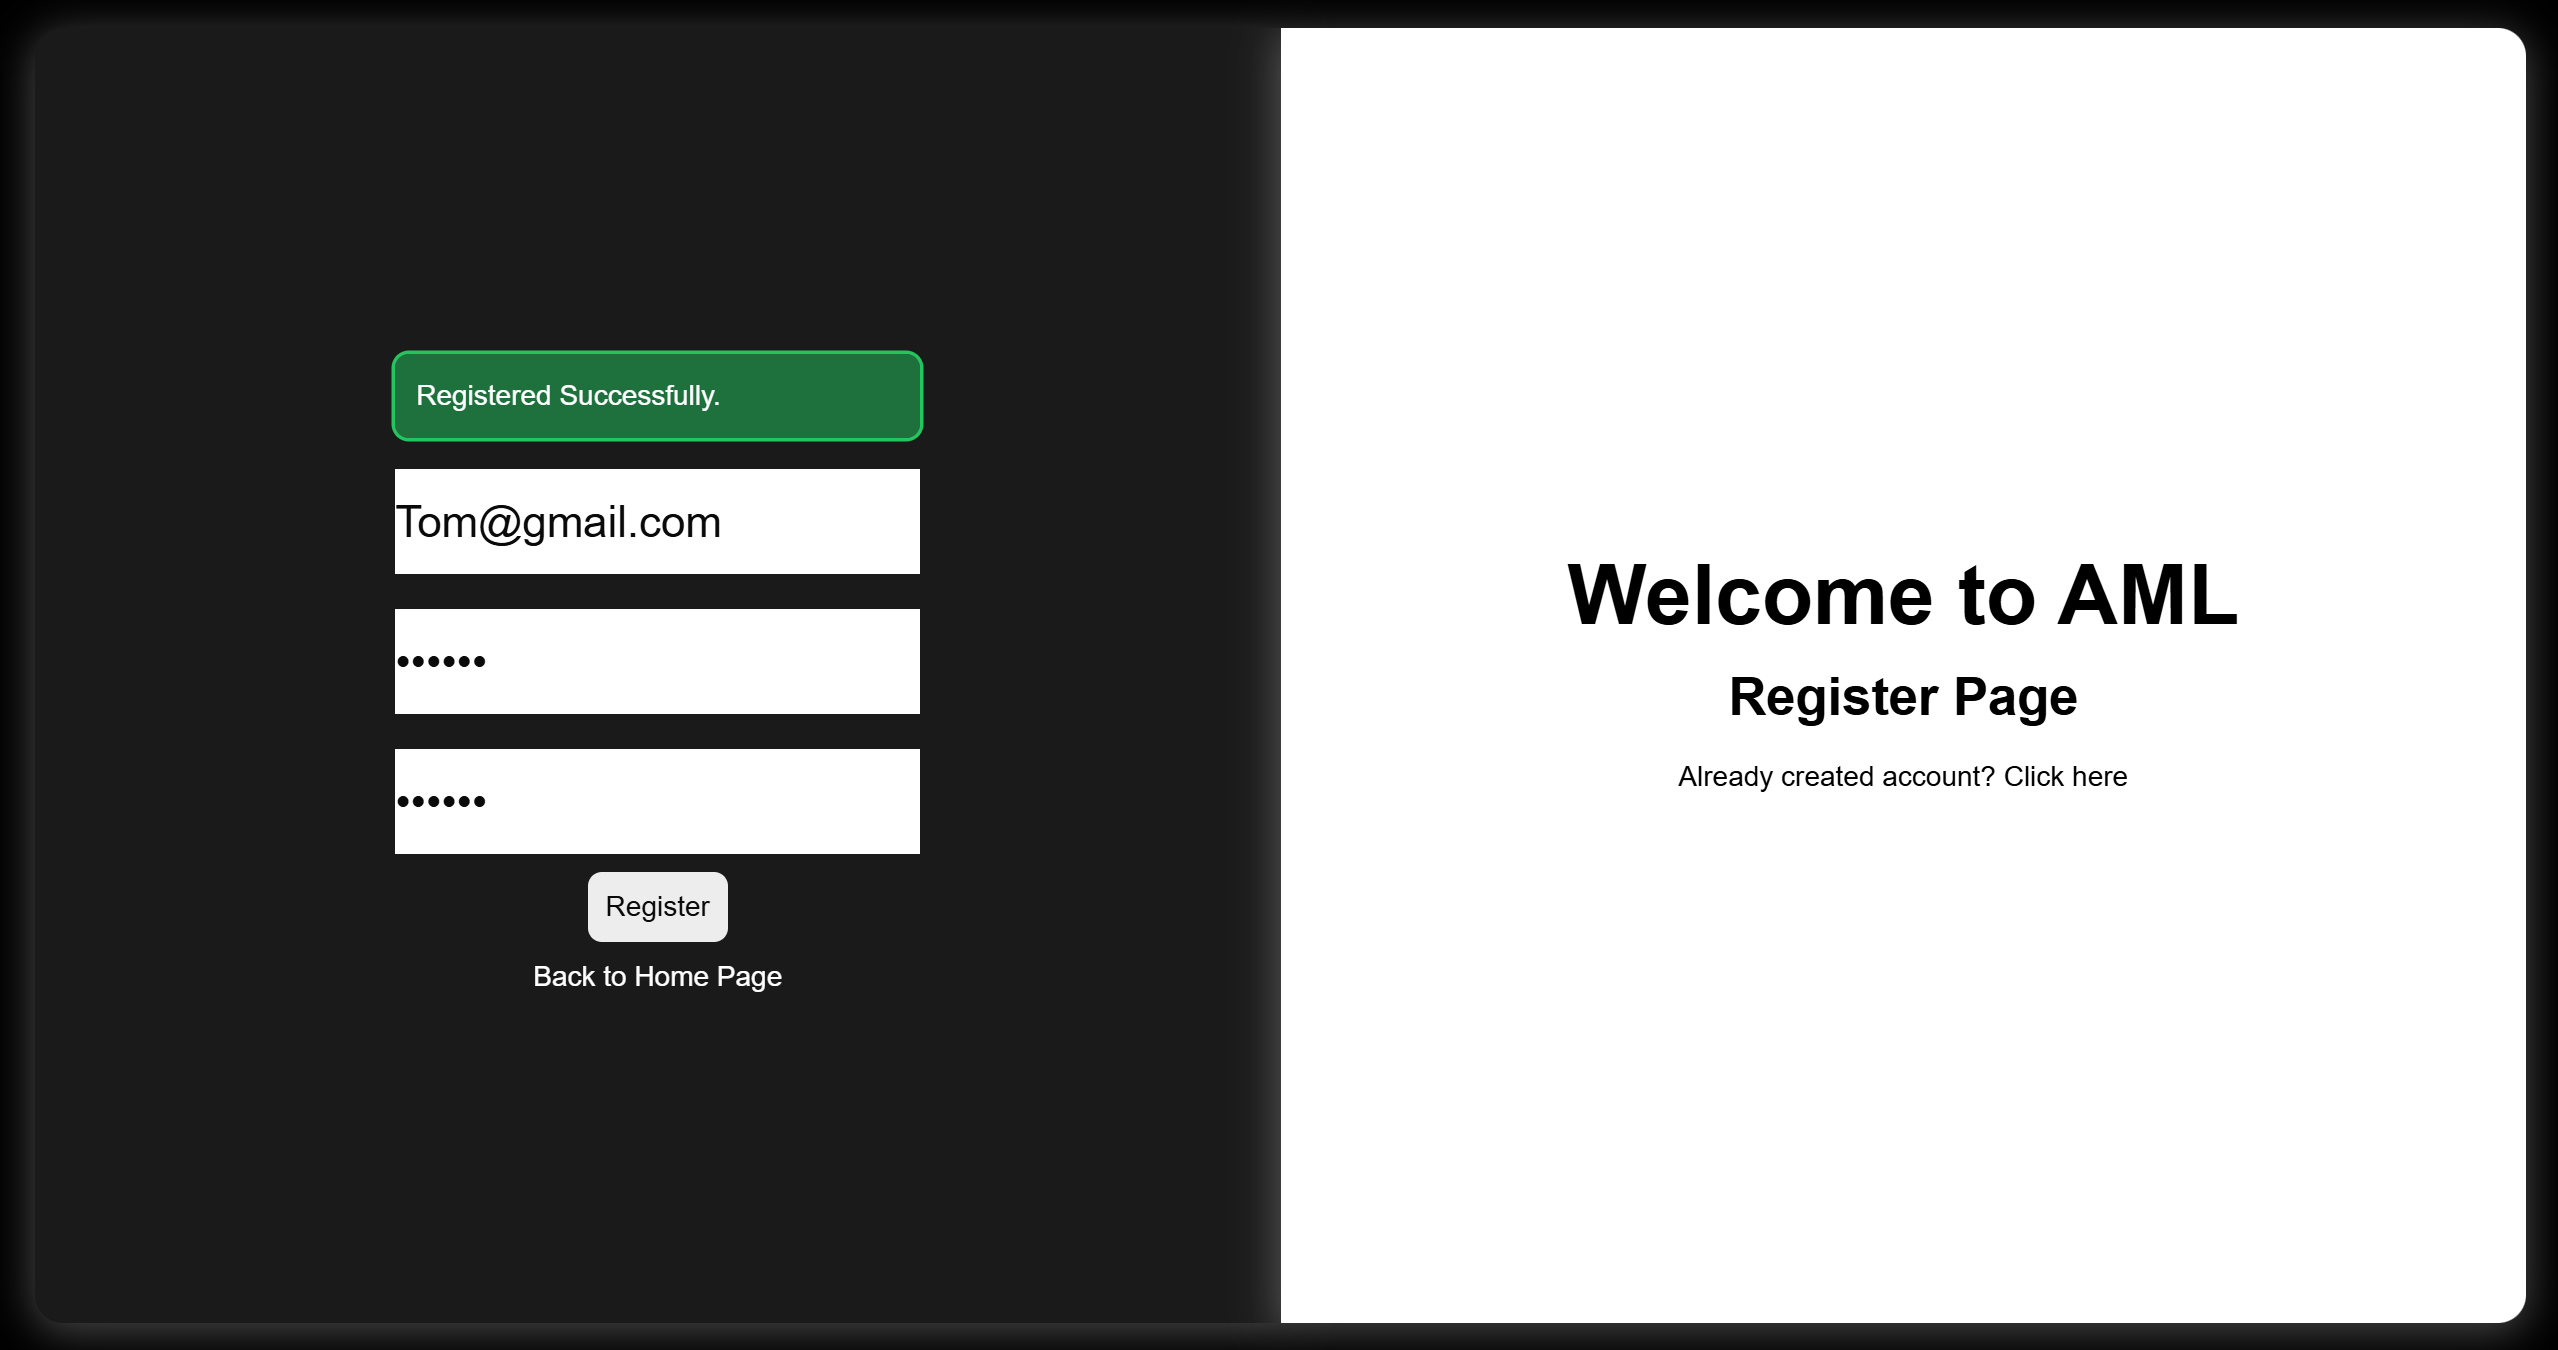 Registered Successfully.
Tom@gmail.com
••••••
••••••
Register
Back to Home Page
Welcome to AML
Register Page
Already created account? Click here